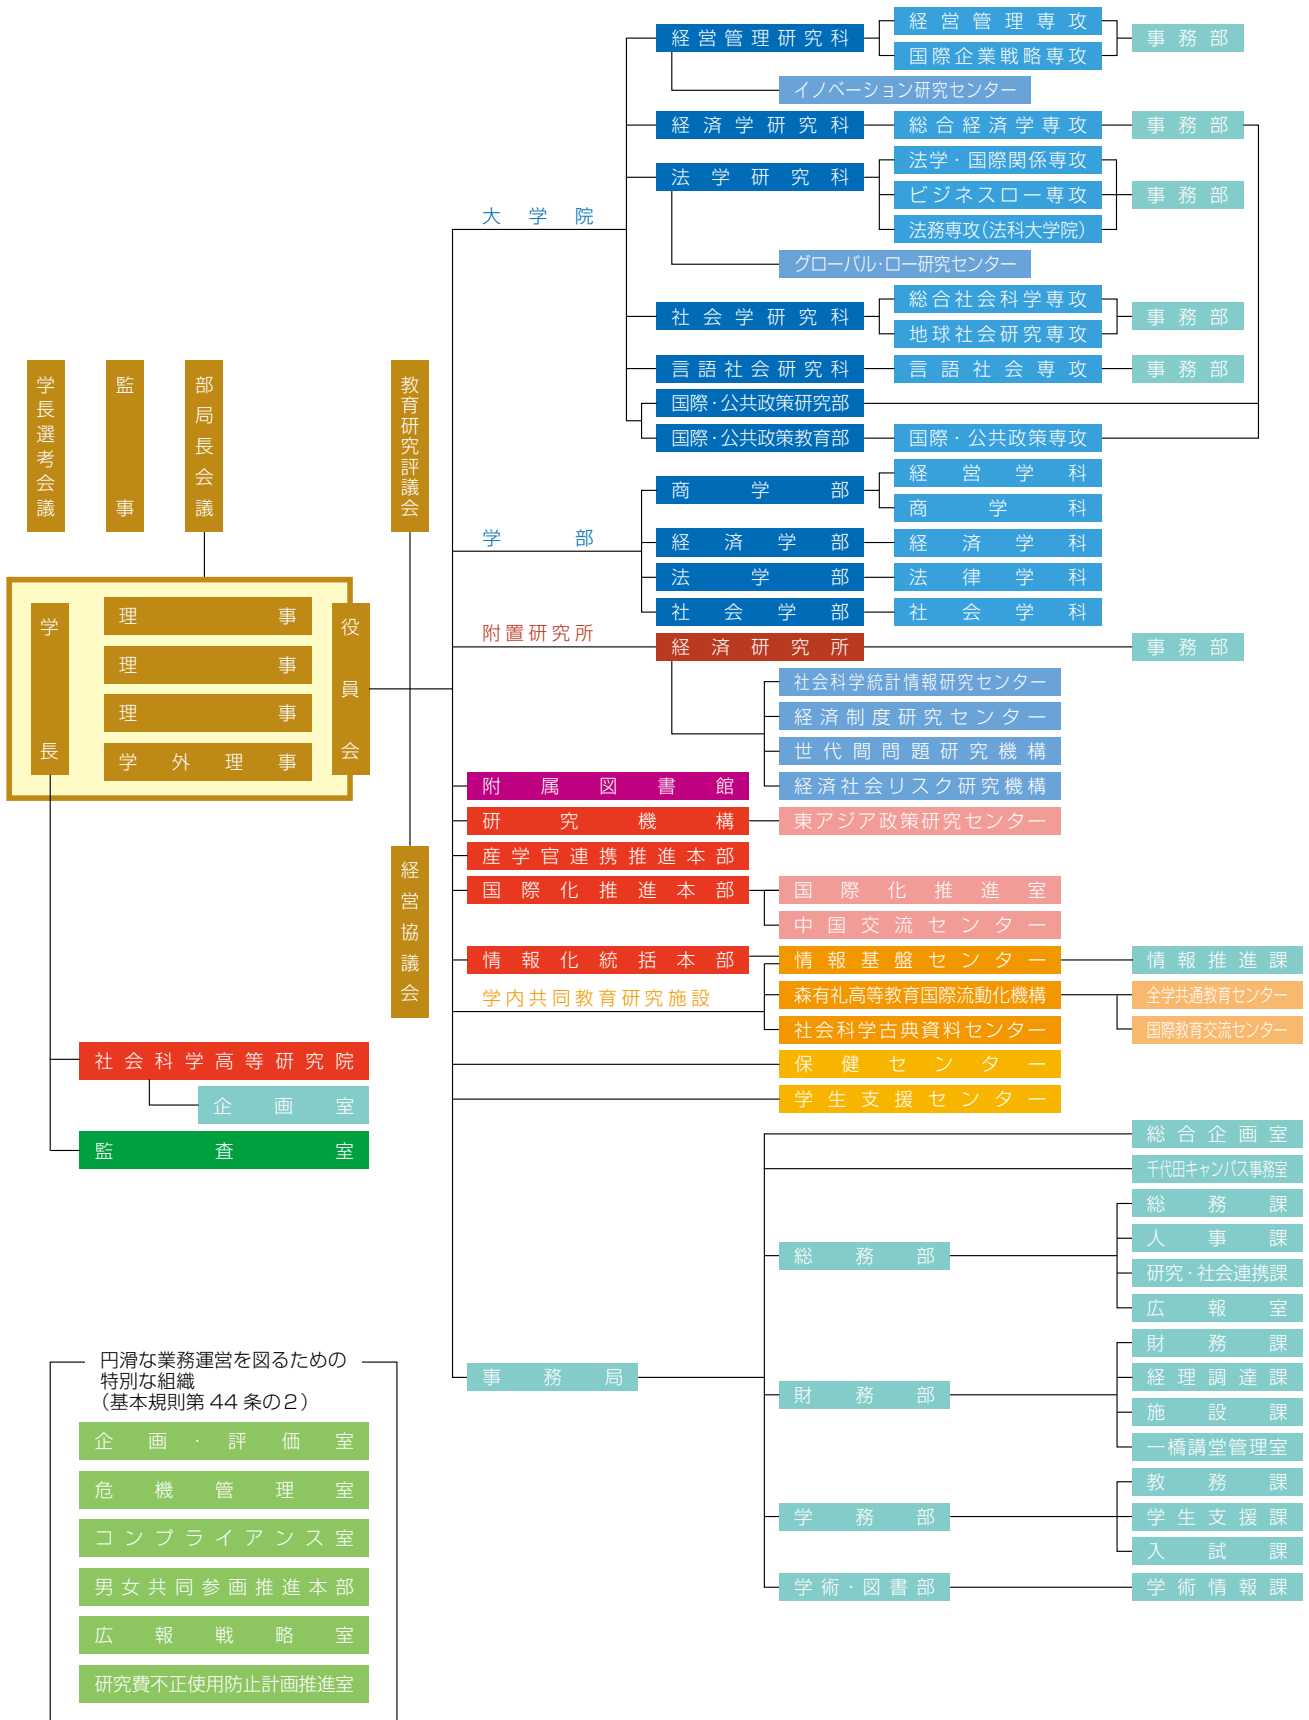 学長選考会議
監事
部局長会議
教育研究評議会
学長
理事
理事
理事
学外理事
役員会
経営協議会
社会科学高等研究院
企画室
監査室
円滑な業務運営を図るための
特別な組織
（基本規則第 44 条の2）
企画・評価室
危機管理室
コンプライアンス室
男女共同参画推進本部
広報戦略室
研究費不正使用防止計画推進室
大学院
経営管理研究科
経営管理専攻
国際企業戦略専攻
事務部
イノベーション研究センター
経済学研究科
総合経済学専攻
事務部
法学研究科
法学・国際関係専攻
ビジネスロー専攻
法務専攻(法科大学院)
事務部
グローバル・ロー研究センター
社会学研究科
総合社会科学専攻
地球社会研究専攻
事務部
言語社会研究科
言語社会専攻
事務部
国際・公共政策研究部
国際・公共政策教育部
国際・公共政策専攻
学部
商学部
経営学科
商学科
経済学部
経済学科
法学部
法律学科
社会学部
社会学科
附置研究所
経済研究所
事務部
社会科学統計情報研究センター
経済制度研究センター
世代間問題研究機構
経済社会リスク研究機構
附属図書館
研究機構
東アジア政策研究センター
産学官連携推進本部
国際化推進本部
国際化推進室
中国交流センター
情報化統括本部
情報基盤センター
情報推進課
学内共同教育研究施設
森有礼高等教育国際流動化機構
全学共通教育センター
国際教育交流センター
社会科学古典資料センター
保健センター
学生支援センター
事務局
総合企画室
千代田キャンパス事務室
総務部
総務課
人事課
研究・社会連携課
広報室
財務部
財務課
経理調達課
施設課
一橋講堂管理室
学務部
教務課
学生支援課
入試課
学術・図書部
学術情報課